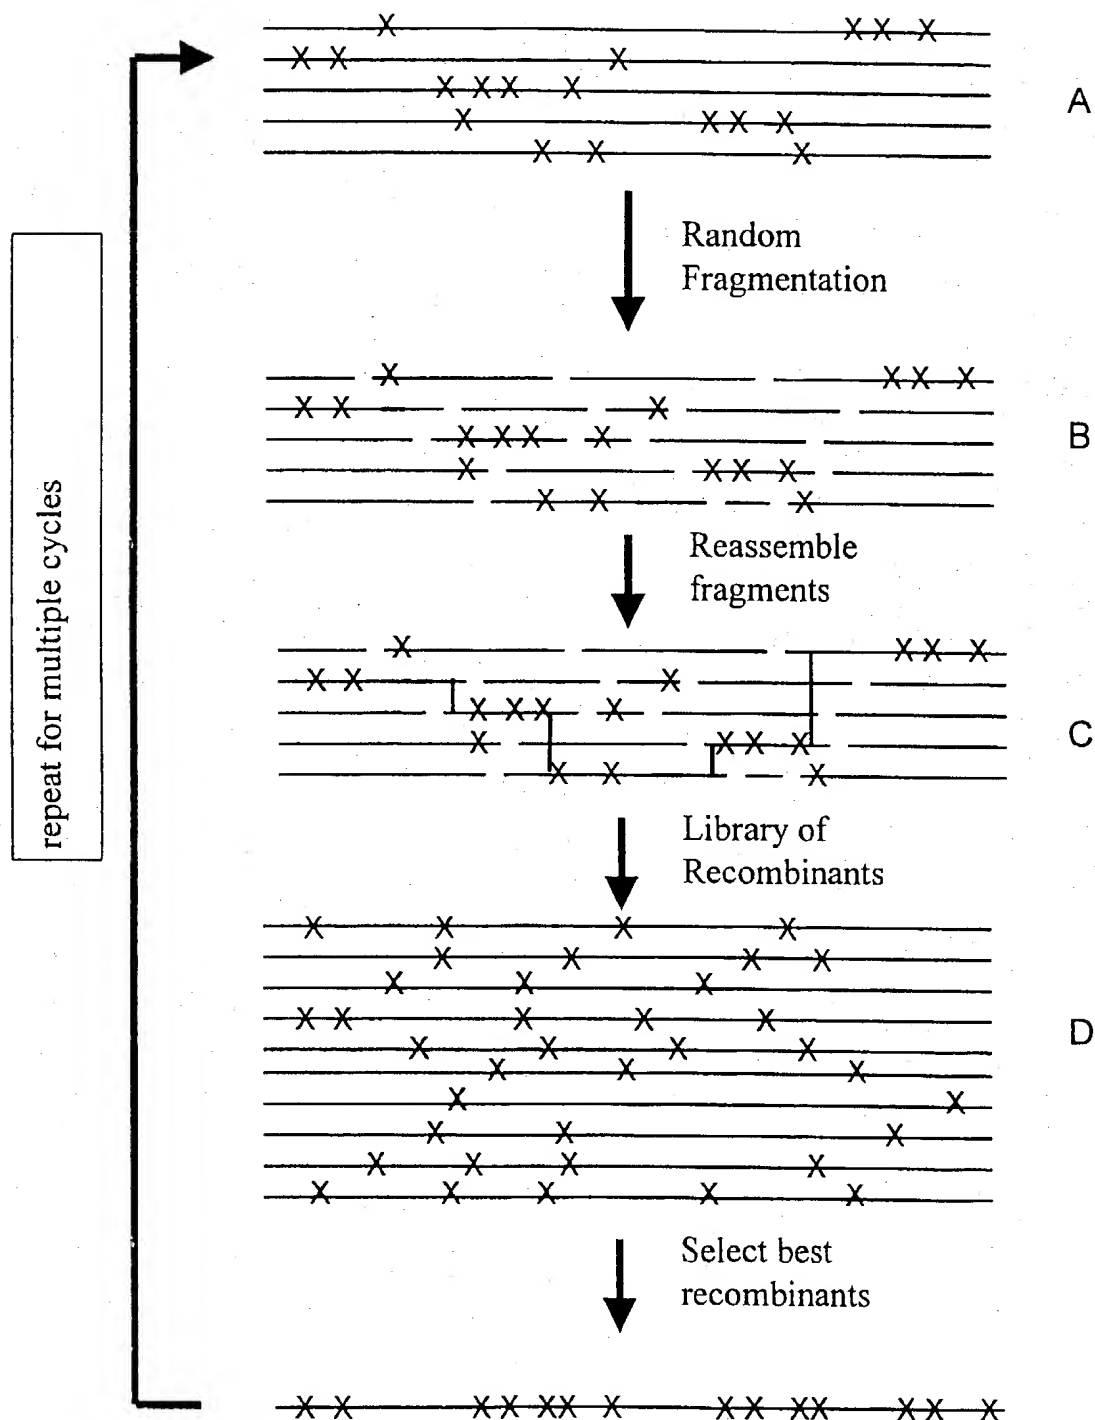 A
Random
Fragmentation
B
Reassemble
fragments
C
Library of
Recombinants
D
Select best
recombinants
repeat for multiple cycles